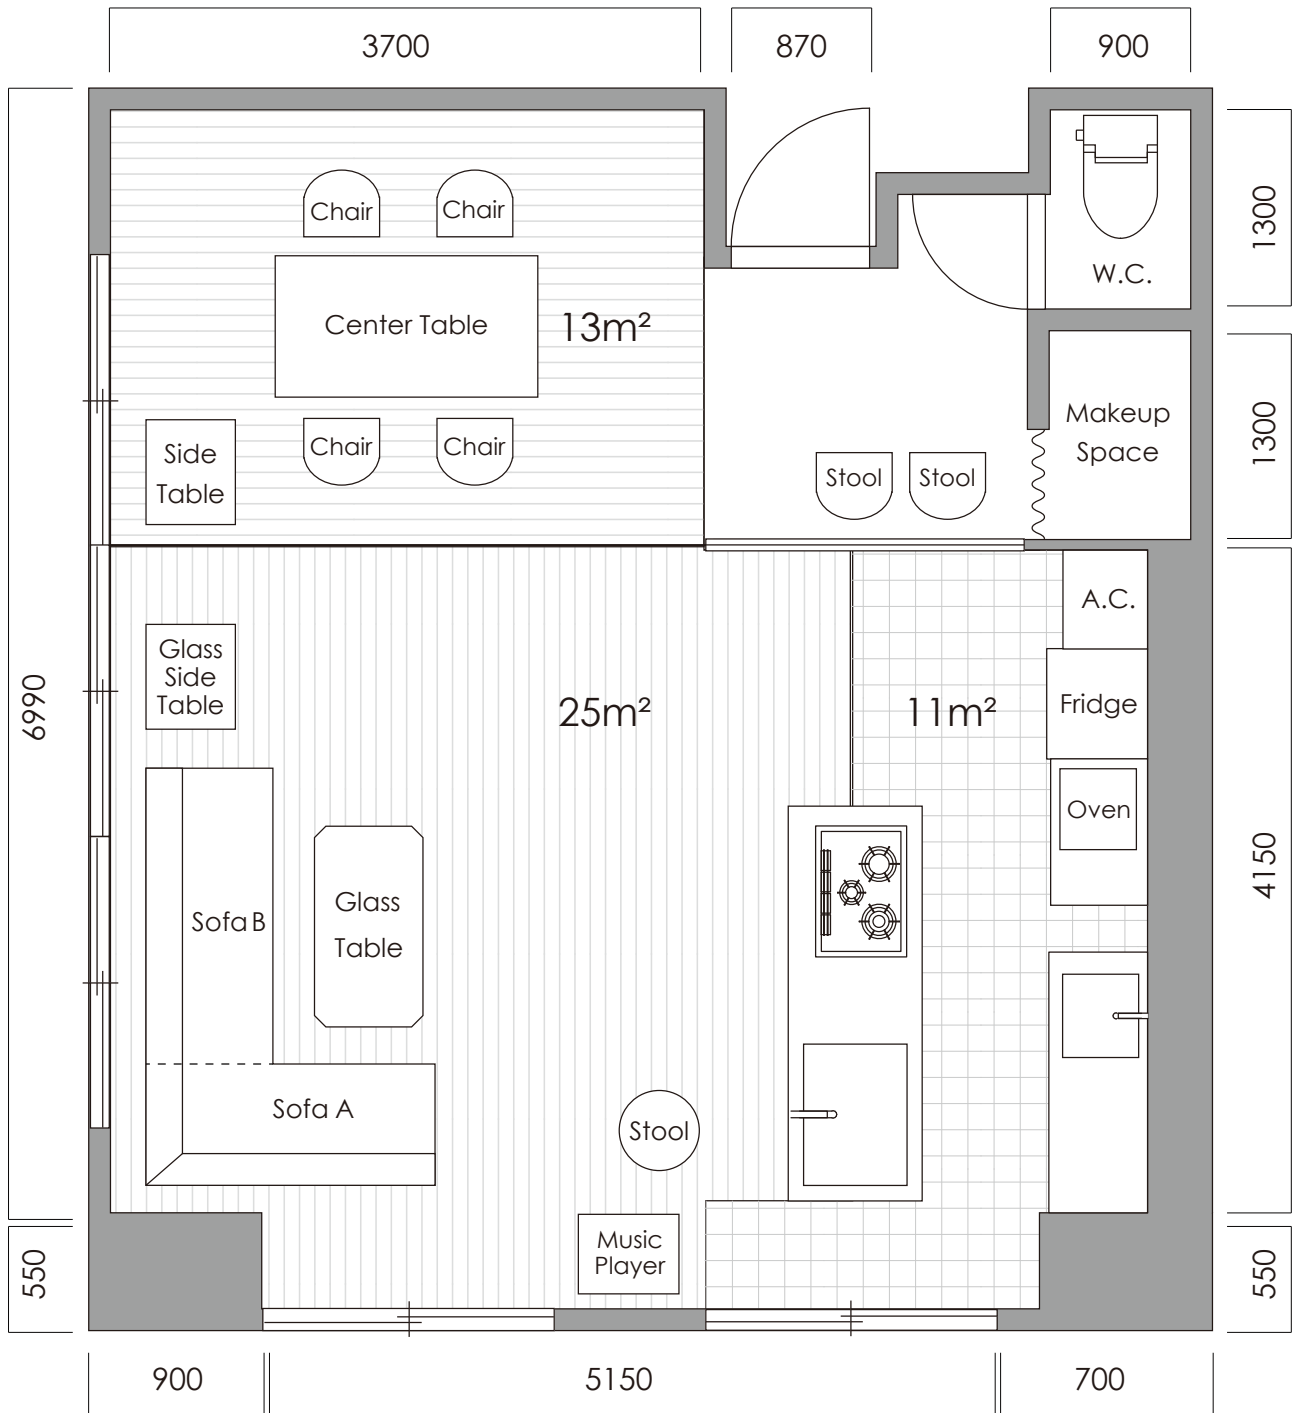 3700
870
900
Chair
Chair
1300
W.C.
Center Table
13m²
Makeup
Space
1300
Chair
Chair
Side
Table
Stool
Stool
A.C.
Glass
Side
Table
6990
25m²
11m²
Fridge
Oven
4150
Sofa B
Glass
Table
Sofa A
Stool
Music
Player
550
550
900
5150
700